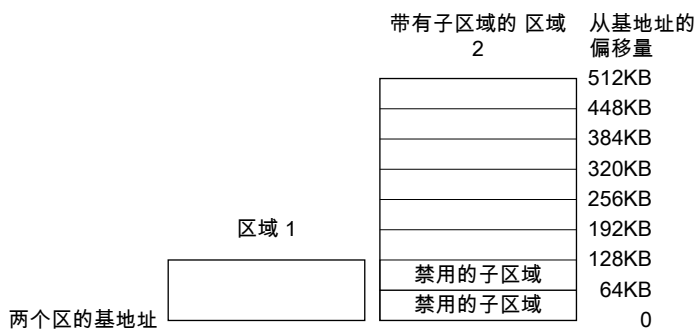 带有子区域的 区域
2
从基地址的
偏移量
512KB
448KB
384KB
320KB
256KB
区域 1
192KB
128KB
禁用的子区域
64KB
禁用的子区域
两个区的基地址
0